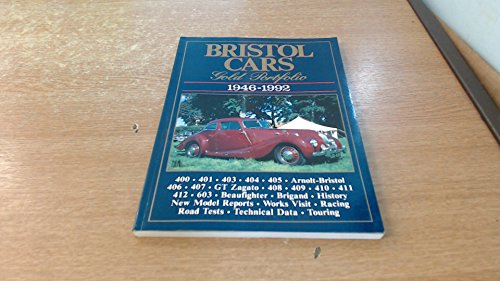 BRISTOL
CARS
Gold Portfolio
1946-1992
400 • 401 • 403 • 404 • 405 • Arnolt-Bristol
406 • 407 • GT Zagato • 408 • 409 • 410 • 411
412 • 603 • Beaufighter • Brigand • History
New Model Reports • Works Visit • Racing
Road Tests • Technical Data • Touring